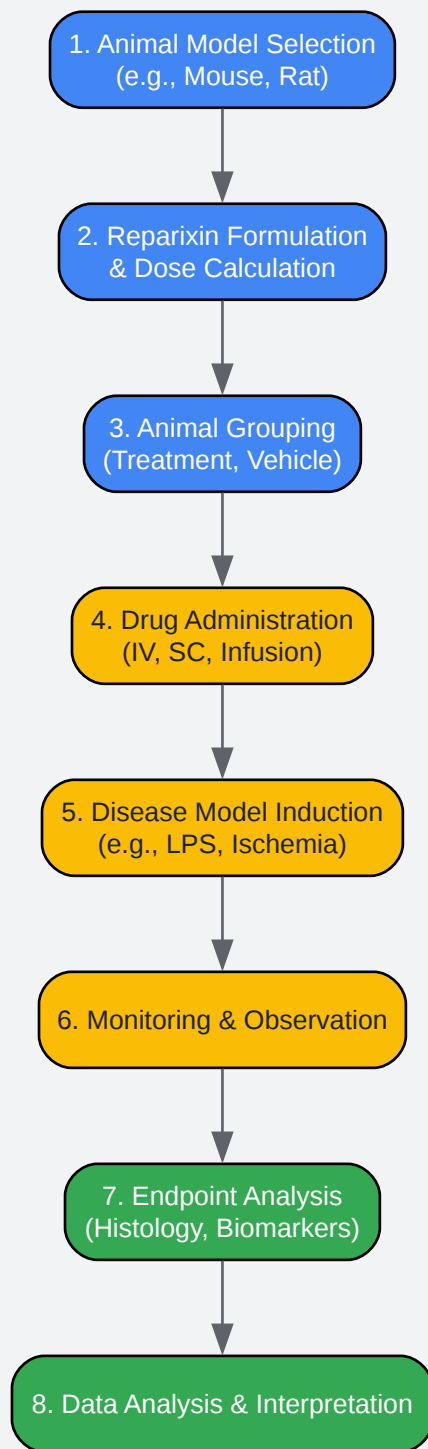 1. Animal Model Selection
(e.g., Mouse, Rat)
2. Reparixin Formulation
& Dose Calculation
3. Animal Grouping
(Treatment, Vehicle)
4. Drug Administration
(IV, SC, Infusion)
5. Disease Model Induction
(e.g., LPS, Ischemia)
6. Monitoring & Observation
7. Endpoint Analysis
(Histology, Biomarkers)
8. Data Analysis & Interpretation